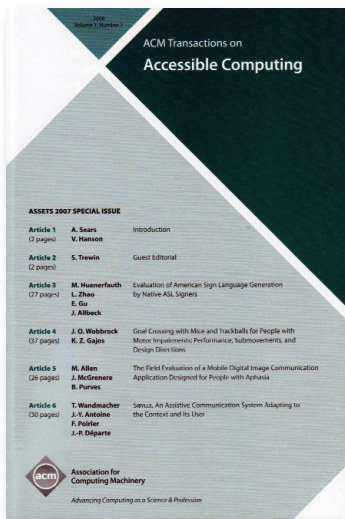 2008
Volume 1, Number 1
ACM Transactions on
Accessible Computing
ASSETS 2007 SPECIAL ISSUE
Article 1 A. Sears Introduction
(2 pages) V. Hanson
Article 2 S. Trewin Guest Editorial
(2 pages)
Article 3 M. Huenerfauth Evaluation of American Sign Language Generation
(27 pages) L. Zhao by Native ASL Signers
E. Gu
J. Allbeck
Article 4 J. O. Wobbrock Goal Crossing with Mice and Trackballs for People with
(37 pages) K. Z. Gajos Motor Impairments: Performance, Submovements, and
Design Directions
Article 5 M. Allen The Field Evaluation of a Mobile Digital Image Communication
(26 pages) J. McGrenere Application Designed for People with Aphasia
B. Purves
Article 6 T. Wandmacher Sibylle, An Assistive Communication System Adapting to
(30 pages) J.-Y. Antoine the Context and Its User
F. Poirier
J.-P. Départe
acm
Association for
Computing Machinery
Advancing Computing as a Science & Profession